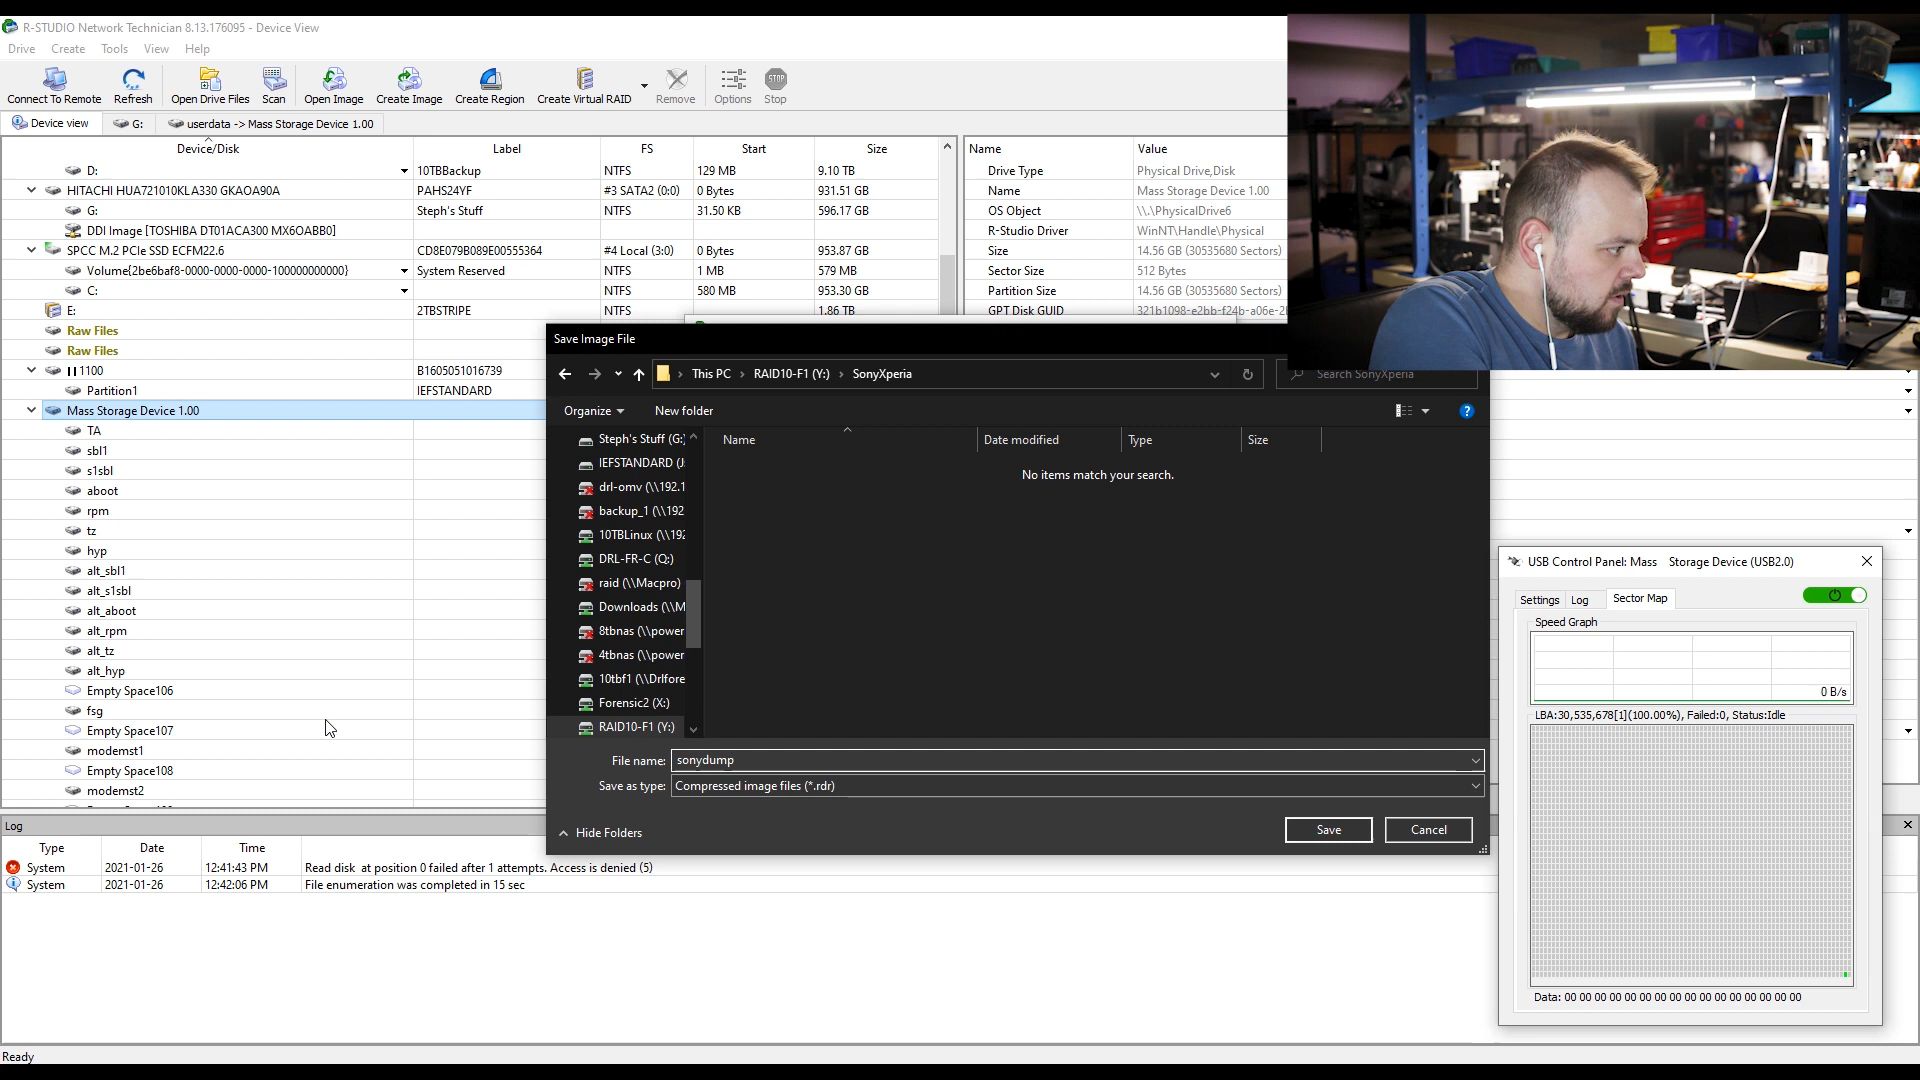 R-STUDIO Network Technician 8.13.176095 - Device View
Drive Create Tools View Help
Connect To Remote Refresh Open Drive Files Scan Open Image Create Image Create Region Create Virtual RAID Remove Options Stop
STOP
Device view G: userdata -> Mass Storage Device 1.00
Device/Disk Label FS Start Size
D: 10TBBackup NTFS 129 MB 9.10 TB
HITACHI HUA721010KLA330 GKAOA90A PAHS24YF #3 SATA2 (0:0) 0 Bytes 931.51 GB
G: Steph's Stuff NTFS 31.50 KB 596.17 GB
DDI Image [TOSHIBA DT01ACA300 MX6OABB0]
SPCC M.2 PCIe SSD ECFM22.6 CD8E079B089E00555364 #4 Local (3:0) 0 Bytes 953.87 GB
Volume{2be6baf8-0000-0000-0000-100000000000} System Reserved NTFS 1 MB 579 MB
C: NTFS 580 MB 953.30 GB
E: 2TBSTRIPE NTFS 1.86 TB
Raw Files
Raw Files
1100 B1605051016739
Partition1 IEFSTANDARD
Mass Storage Device 1.00
TA
sbl1
s1sbl
aboot
rpm
tz
hyp
alt_sbl1
alt_s1sbl
alt_aboot
alt_rpm
alt_tz
alt_hyp
Empty Space106
fsg
Empty Space107
modemst1
Empty Space108
modemst2
Name Value
Drive Type Physical Drive,Disk
Name Mass Storage Device 1.00
OS Object \\.\PhysicalDrive6
R-Studio Driver WinNT\Handle\Physical
Size 14.56 GB (30535680 Sectors)
Sector Size 512 Bytes
Partition Size 14.56 GB (30535680 Sectors)
GPT Disk GUID 321b1098-e2bb-f24b-a06e-2
Save Image File
This PC RAID10-F1 (Y:) SonyXperia
Search SonyXperia
Organize New folder
?
Name Date modified Type Size
No items match your search.
Steph's Stuff (G:
IEFSTANDARD (J:
drl-omv (\\192.1
backup_1 (\\192
10TBLinux (\\192
DRL-FR-C (Q:)
raid (\\Macpro)
Downloads (\\M
8tbnas (\\power
4tbnas (\\power
10tbf1 (\\Drlfore
Forensic2 (X:)
RAID10-F1 (Y:)
File name: sonydump
Save as type: Compressed image files (*.rdr)
Hide Folders
Save Cancel
USB Control Panel: Mass Storage Device (USB2.0)
Settings Log Sector Map
Speed Graph
0 B/s
LBA:30,535,678[1](100.00%), Failed:0, Status:Idle
Data: 00 00 00 00 00 00 00 00 00 00 00 00 00 00 00 00
Log
Type Date Time
System 2021-01-26 12:41:43 PM Read disk at position 0 failed after 1 attempts. Access is denied (5)
System 2021-01-26 12:42:06 PM File enumeration was completed in 15 sec
Ready